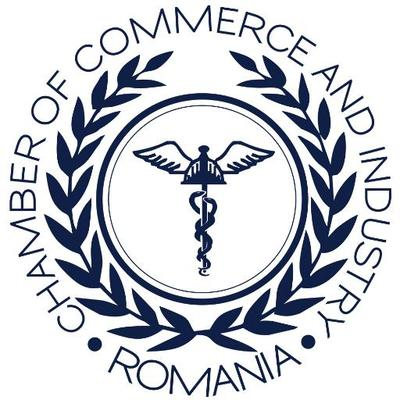 CHAMBER OF COMMERCE AND INDUSTRY
• ROMANIA •